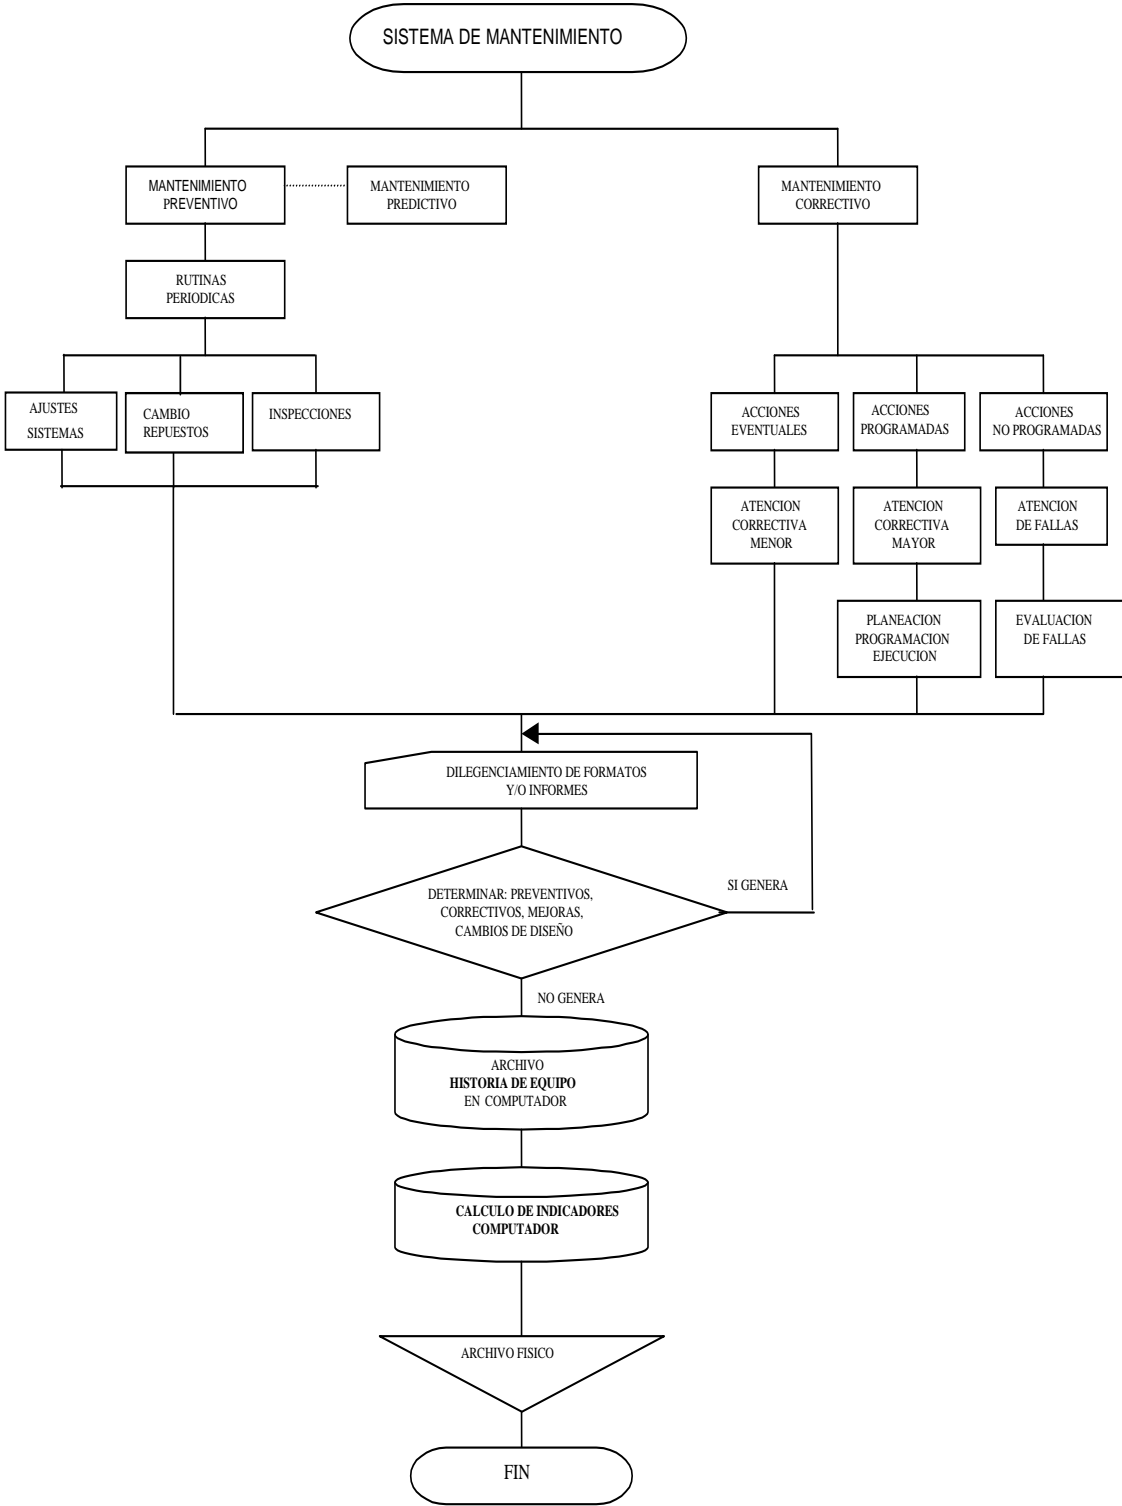 SISTEMA DE MANTENIMIENTO
MANTENIMIENTO
PREVENTIVO
MANTENIMIENTO
PREDICTIVO
MANTENIMIENTO
CORRECTIVO
RUTINAS
PERIODICAS
AJUSTES
SISTEMAS
CAMBIO
REPUESTOS
INSPECCIONES
ACCIONES
EVENTUALES
ACCIONES
PROGRAMADAS
ACCIONES
NO PROGRAMADAS
ATENCION
CORRECTIVA
MENOR
ATENCION
CORRECTIVA
MAYOR
ATENCION
DE FALLAS
PLANEACION
PROGRAMACION
EJECUCION
EVALUACION
DE FALLAS
DILEGENCIAMIENTO DE FORMATOS
Y/O INFORMES
DETERMINAR: PREVENTIVOS,
CORRECTIVOS, MEJORAS,
CAMBIOS DE DISEÑO
SI GENERA
NO GENERA
ARCHIVO
HISTORIA DE EQUIPO
EN COMPUTADOR
CALCULO DE INDICADORES
COMPUTADOR
ARCHIVO FISICO
FIN